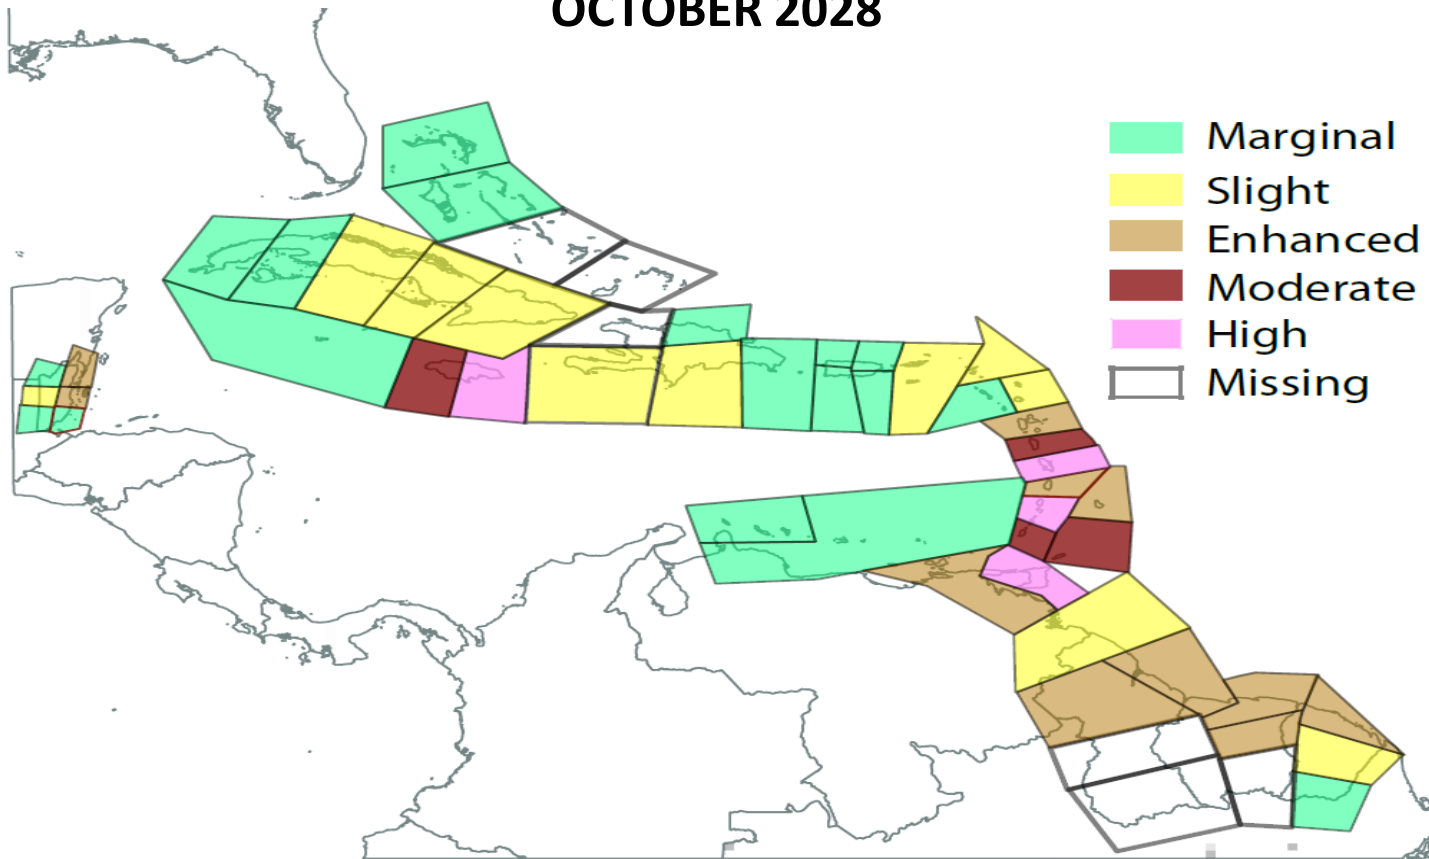 OCTOBER 2028
Marginal
Slight
Enhanced
Moderate
High
Missing